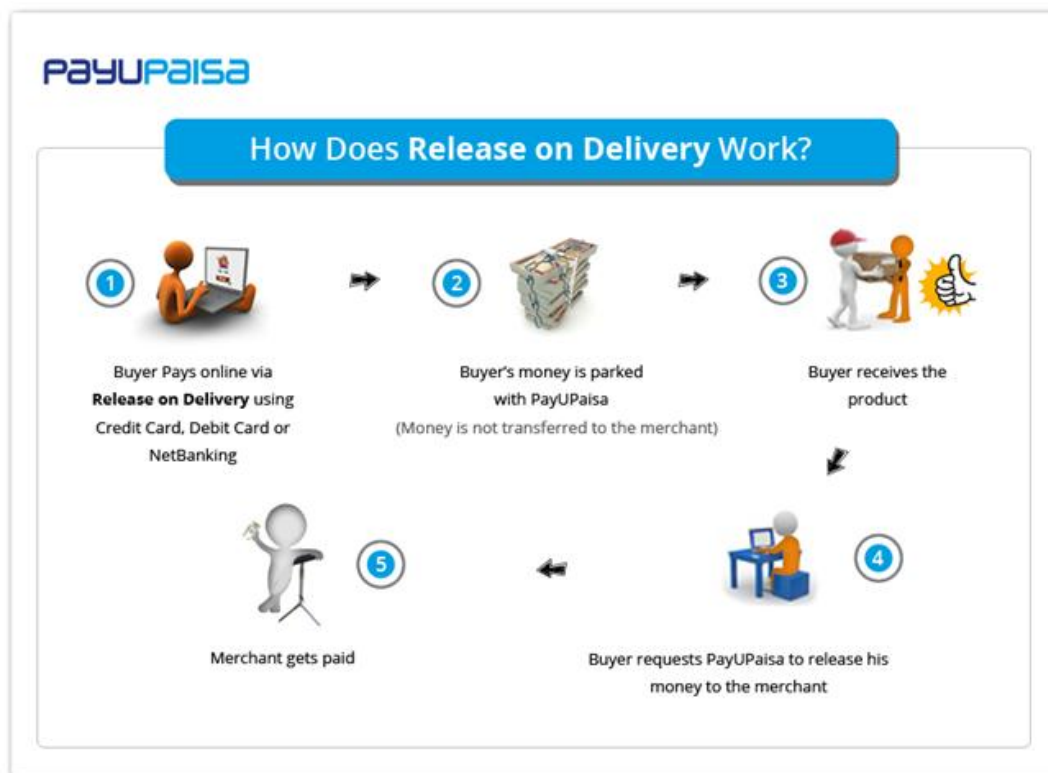 PayUPaisa
How Does Release on Delivery Work?
1
Buyer Pays online via
Release on Delivery using
Credit Card, Debit Card or
NetBanking
2
Buyer's money is parked
with PayUPaisa
(Money is not transferred to the merchant)
3
Buyer receives the
product
4
Buyer requests PayUPaisa to release his
money to the merchant
5
Merchant gets paid